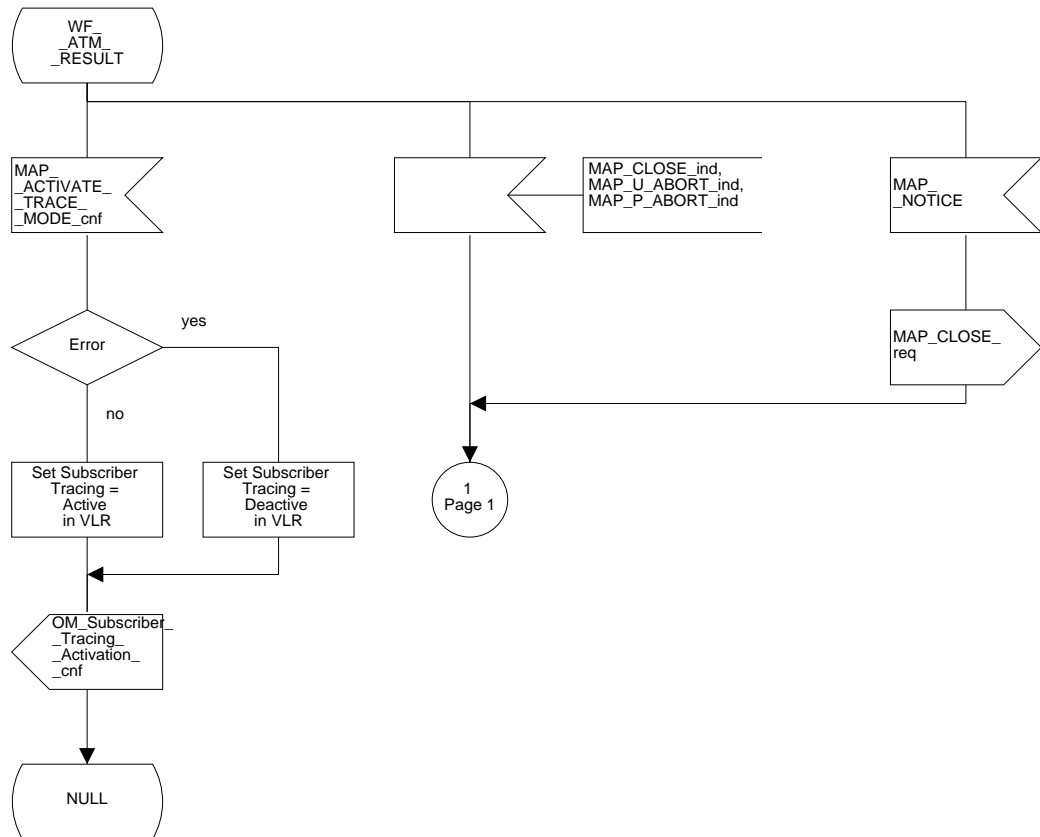 WF_
_ATM_
_RESULT
MAP_
_ACTIVATE_
_TRACE_
_MODE_cnf
MAP_CLOSE_ind,
MAP_U_ABORT_ind,
MAP_P_ABORT_ind
MAP_
_NOTICE
yes
Error
MAP_CLOSE_
req
no
Set Subscriber
Tracing =
Active
in VLR
Set Subscriber
Tracing =
Deactive
in VLR
1
Page 1
OM_Subscriber_
_Tracing_
_Activation_
_cnf
NULL